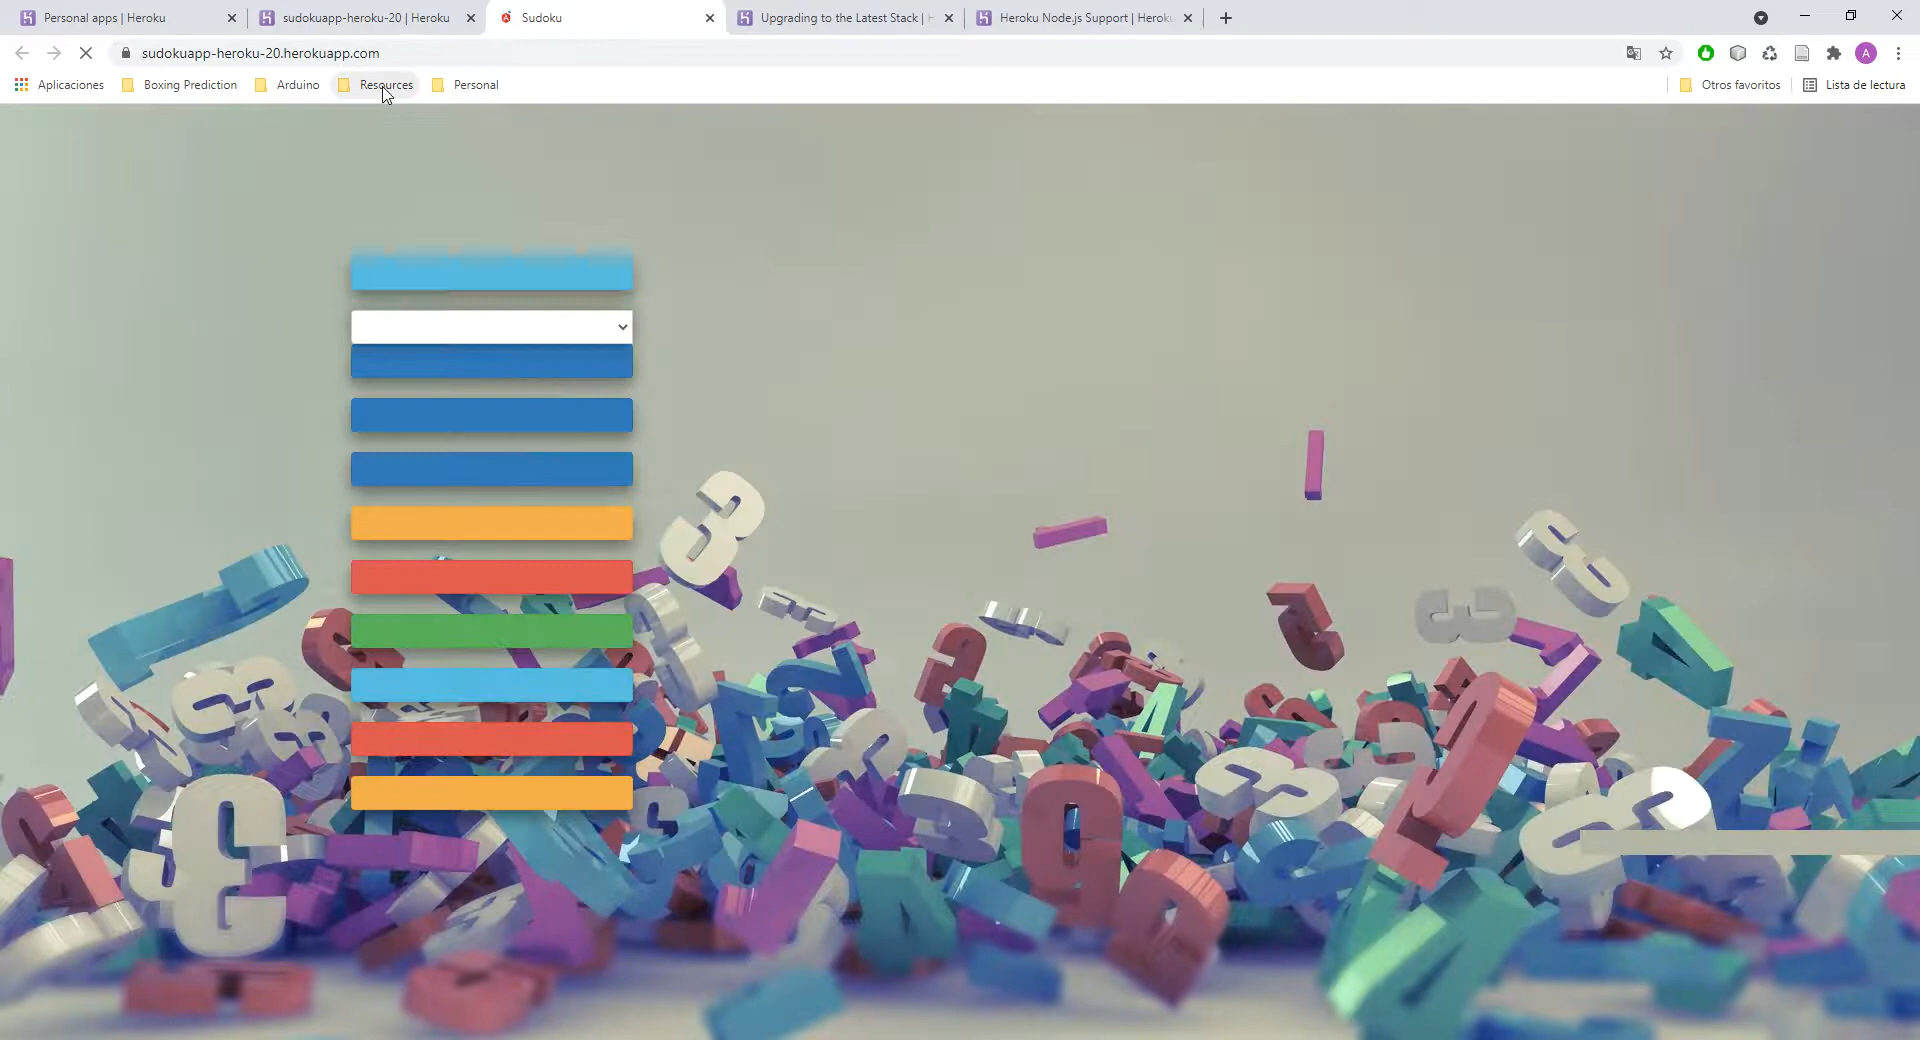 Personal apps | Heroku
sudokuapp-heroku-20 | Heroku
Sudoku
Upgrading to the Latest Stack | H
Heroku Node.js Support | Heroku
sudokuapp-heroku-20.herokuapp.com
A
Aplicaciones
Boxing Prediction
Arduino
Resources
Personal
Otros favoritos
Lista de lectura